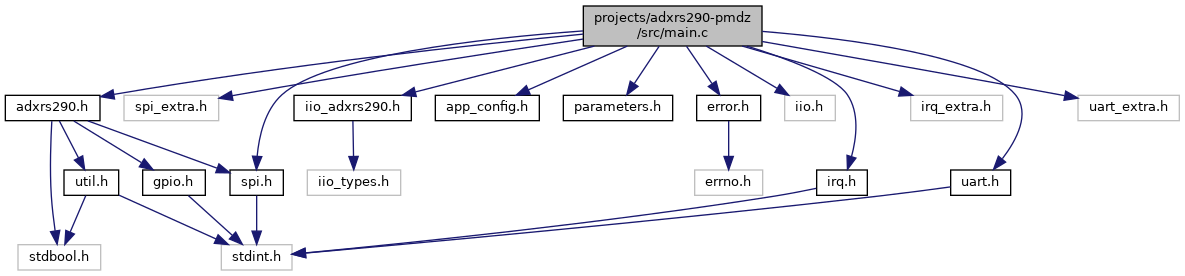 projects/adxrs290-pmdz
/src/main.c
adxrs290.h
spi_extra.h
iio_adxrs290.h
app_config.h
parameters.h
error.h
iio.h
irq_extra.h
uart_extra.h
util.h
gpio.h
spi.h
iio_types.h
errno.h
irq.h
uart.h
stdbool.h
stdint.h